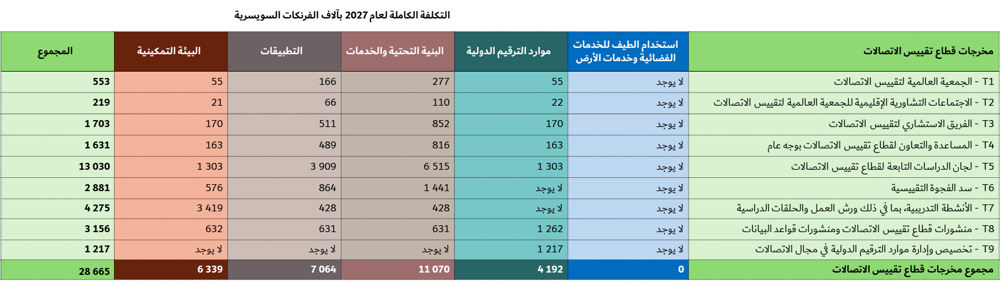 التكلفة الكاملة لعام 2027 بآلاف الفرنكات السويسرية
مخرجات قطاع تقييس الاتصالات استخدام الطيف للخدمات الفضائية وخدمات الأرض موارد الترقيم الدولية البنية التحتية والخدمات التطبيقات البيئة التمكينية المجموع
T1 - الجمعية العالمية لتقييس الاتصالات لا يوجد 55 277 166 55 553
T2 - الاجتماعات التشاورية الإقليمية للجمعية العالمية لتقييس الاتصالات لا يوجد 22 110 66 21 219
T3 - الفريق الاستشاري لتقييس الاتصالات لا يوجد 170 852 511 170 1 703
T4 - المساعدة والتعاون لقطاع تقييس الاتصالات بوجه عام لا يوجد 163 816 489 163 1 631
T5 - لجان الدراسات التابعة لقطاع تقييس الاتصالات لا يوجد 1 303 6 515 3 909 1 303 13 030
T6 - سد الفجوة التقييسية لا يوجد لا يوجد 1 441 864 576 2 881
T7 - الأنشطة التدريبية، بما في ذلك ورش العمل والحلقات الدراسية لا يوجد لا يوجد 428 428 3 419 4 275
T8 - منشورات قطاع تقييس الاتصالات ومنشورات قواعد البيانات لا يوجد 1 262 631 631 632 3 156
T9 - تخصيص وإدارة موارد الترقيم الدولية في مجال الاتصالات لا يوجد 1 217 لا يوجد لا يوجد لا يوجد 1 217
مجموع مخرجات قطاع تقييس الاتصالات 0 4 192 11 070 7 064 6 339 28 665